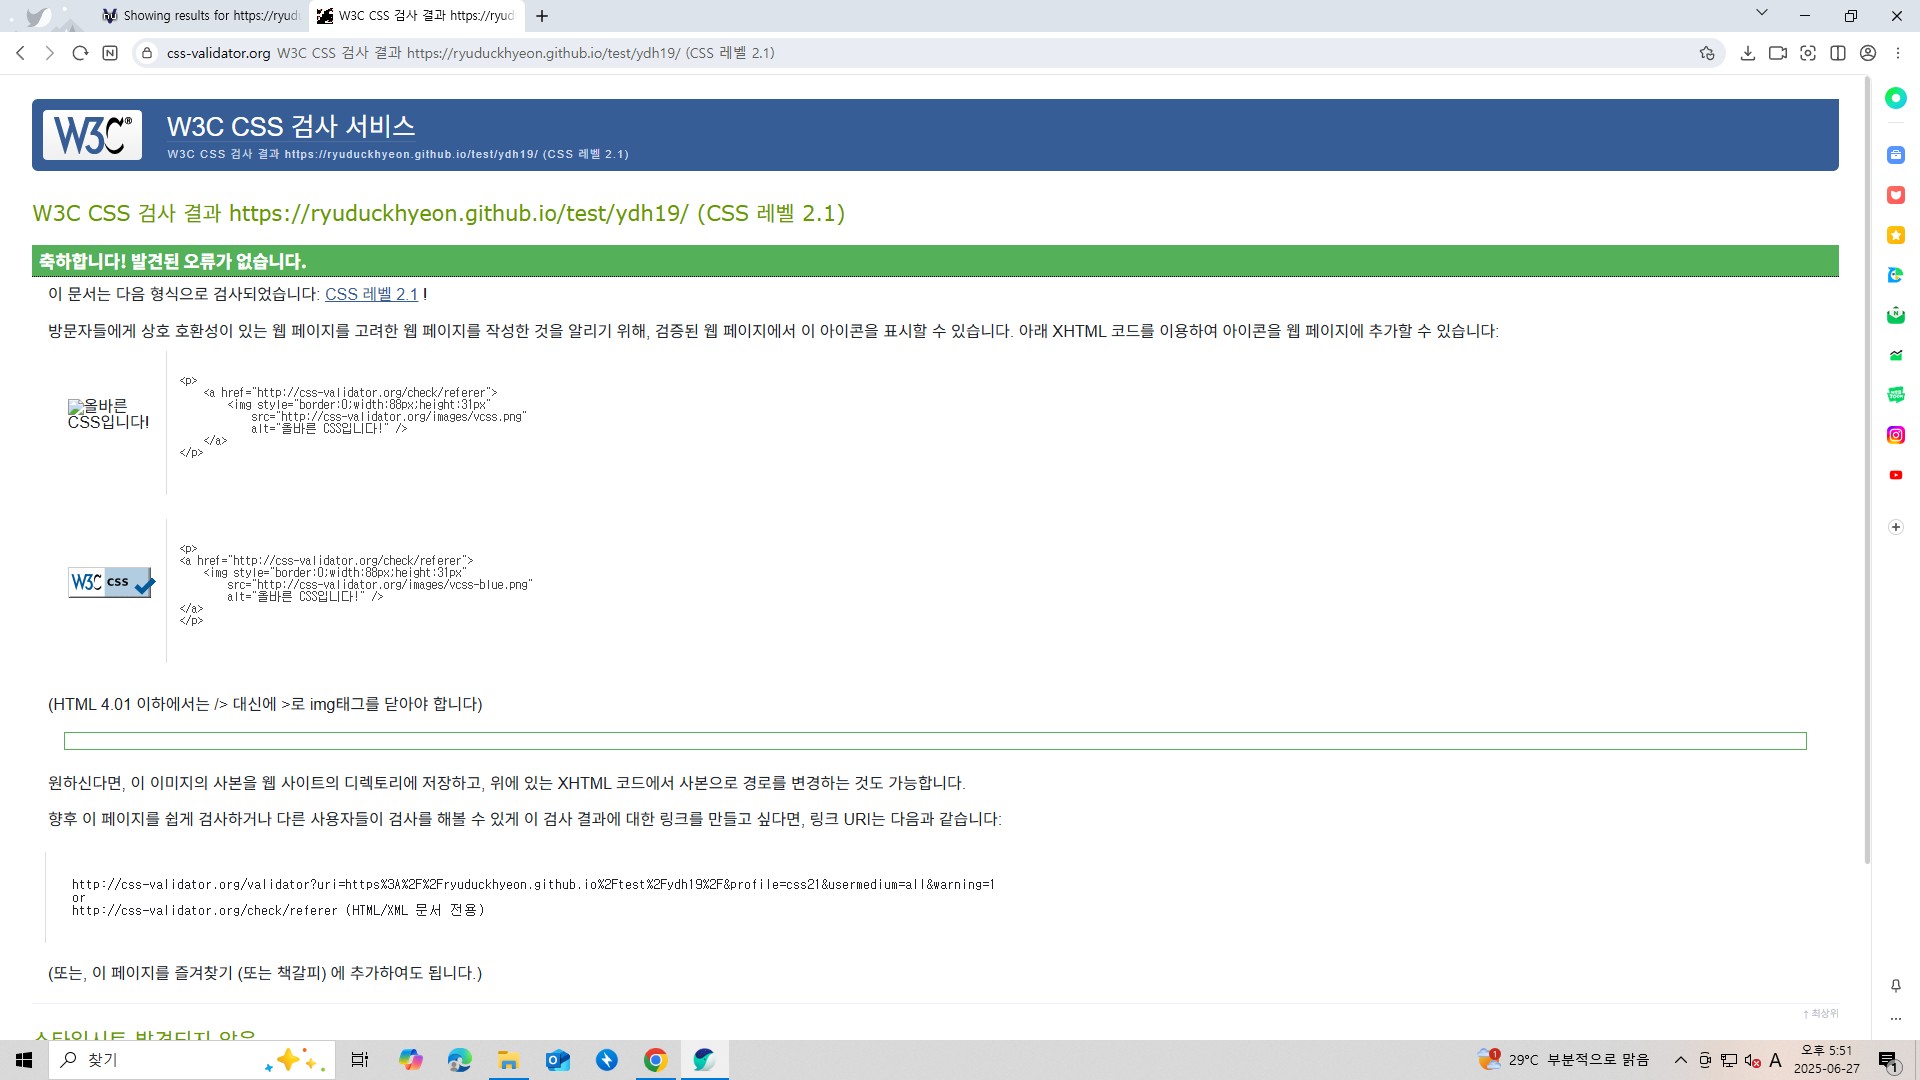 Showing results for https://ryud
W3C CSS 검사 결과 https://ryud
css-validator.org W3C CSS 검사 결과 https://ryuduckhyeon.github.io/test/ydh19/ (CSS 레벨 2.1)
W3C®
W3C CSS 검사 서비스
W3C CSS 검사 결과 https://ryuduckhyeon.github.io/test/ydh19/ (CSS 레벨 2.1)
W3C CSS 검사 결과 https://ryuduckhyeon.github.io/test/ydh19/ (CSS 레벨 2.1)
축하합니다! 발견된 오류가 없습니다.
이 문서는 다음 형식으로 검사되었습니다: CSS 레벨 2.1 !
방문자들에게 상호 호환성이 있는 웹 페이지를 고려한 웹 페이지를 작성한 것을 알리기 위해, 검증된 웹 페이지에서 이 아이콘을 표시할 수 있습니다. 아래 XHTML 코드를 이용하여 아이콘을 웹 페이지에 추가할 수 있습니다:
올바른
CSS입니다!
<p>
<a href="http://css-validator.org/check/referer">
<img style="border:0;width:88px;height:31px"
src="http://css-validator.org/images/vcss.png"
alt="올바른 CSS입니다!" />
</a>
</p>
W3C css
<p>
<a href="http://css-validator.org/check/referer">
<img style="border:0;width:88px;height:31px"
src="http://css-validator.org/images/vcss-blue.png"
alt="올바른 CSS입니다!" />
</a>
</p>
(HTML 4.01 이하에서는 /> 대신에 >로 img태그를 닫아야 합니다)
원하신다면, 이 이미지의 사본을 웹 사이트의 디렉토리에 저장하고, 위에 있는 XHTML 코드에서 사본으로 경로를 변경하는 것도 가능합니다.
향후 이 페이지를 쉽게 검사하거나 다른 사용자들이 검사를 해볼 수 있게 이 검사 결과에 대한 링크를 만들고 싶다면, 링크 URI는 다음과 같습니다:
http://css-validator.org/validator?uri=https%3A%2F%2Fryuduckhyeon.github.io%2Ftest%2Fydh19%2F&profile=css21&usermedium=all&warning=1
or
http://css-validator.org/check/referer (HTML/XML 문서 전용)
(또는, 이 페이지를 즐겨찾기 (또는 책갈피) 에 추가하여도 됩니다.)
↑ 최상위
스타일시트 발견되지 않음
찾기
1
29°C 부분적으로 맑음
A
오후 5:51
2025-06-27
1